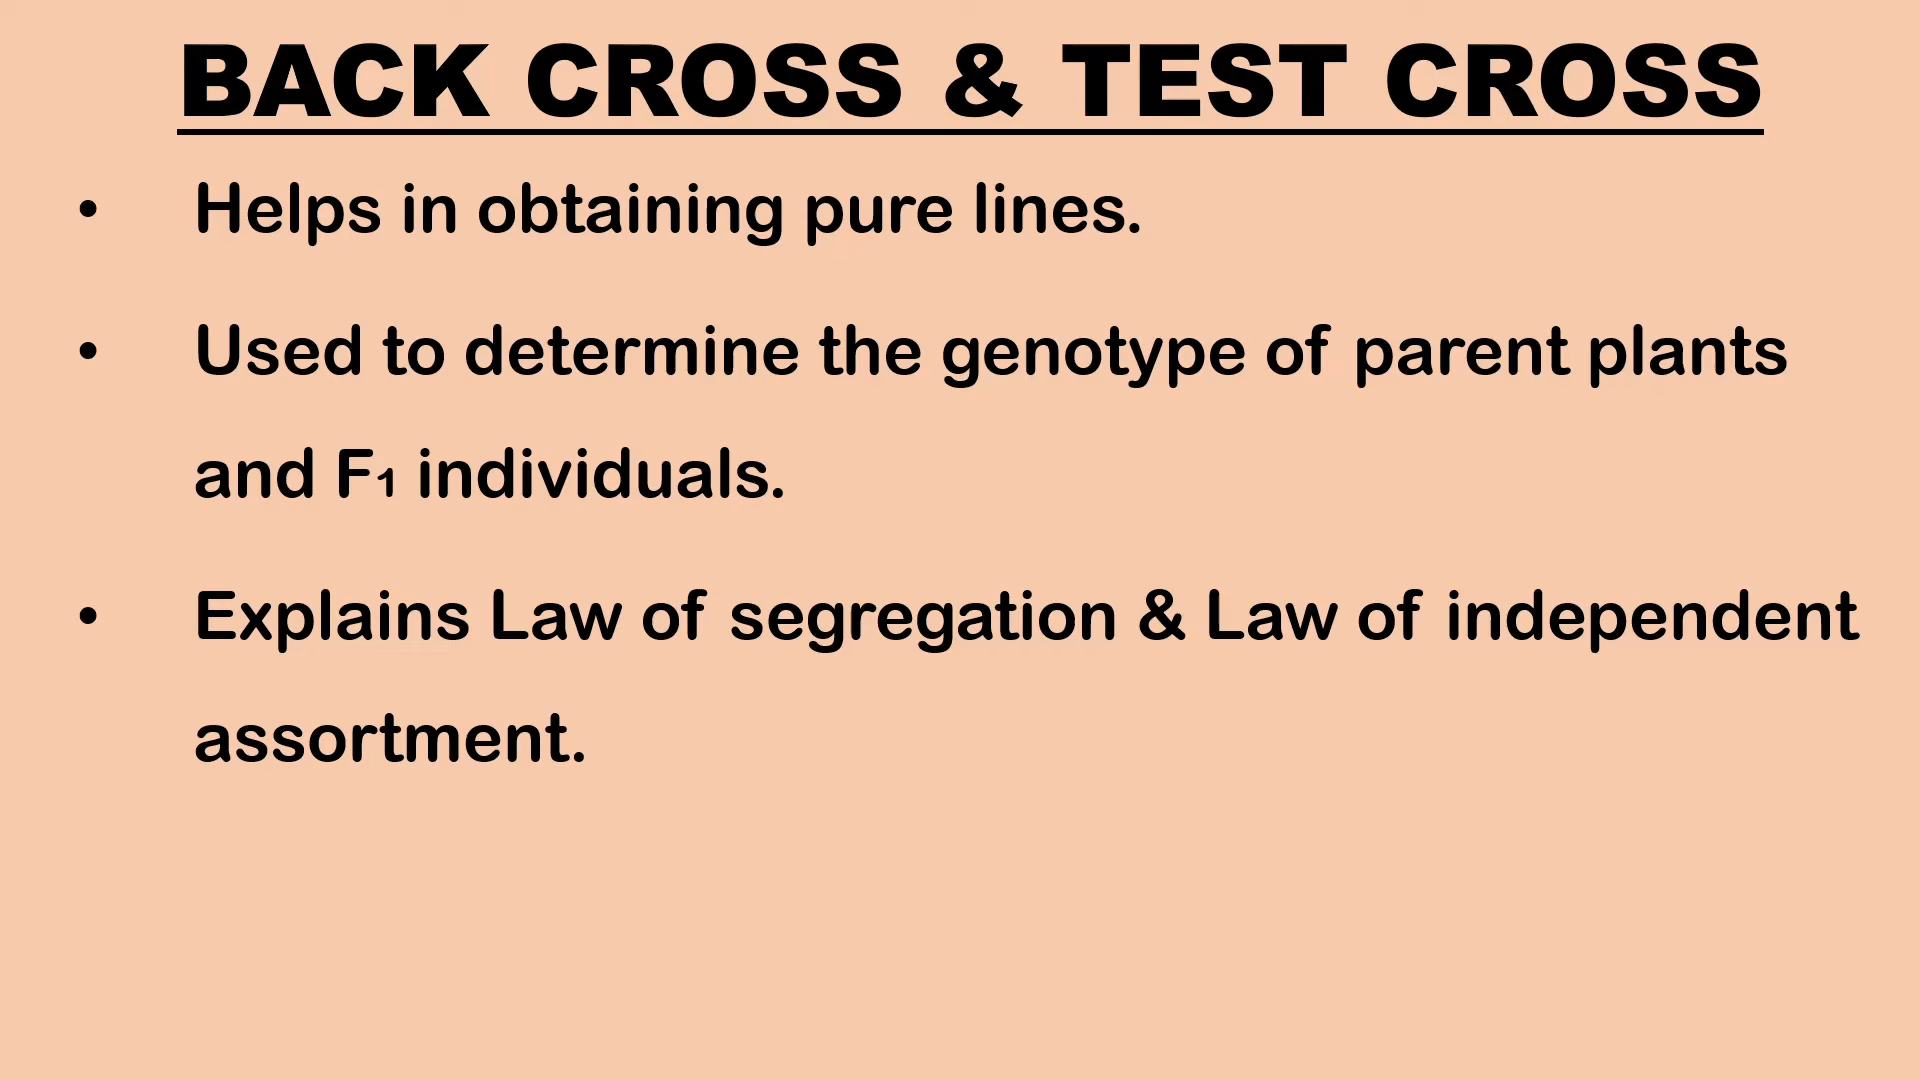 BACK CROSS & TEST CROSS
• Helps in obtaining pure lines.
• Used to determine the genotype of parent plants
and F₁ individuals.
• Explains Law of segregation & Law of independent
assortment.